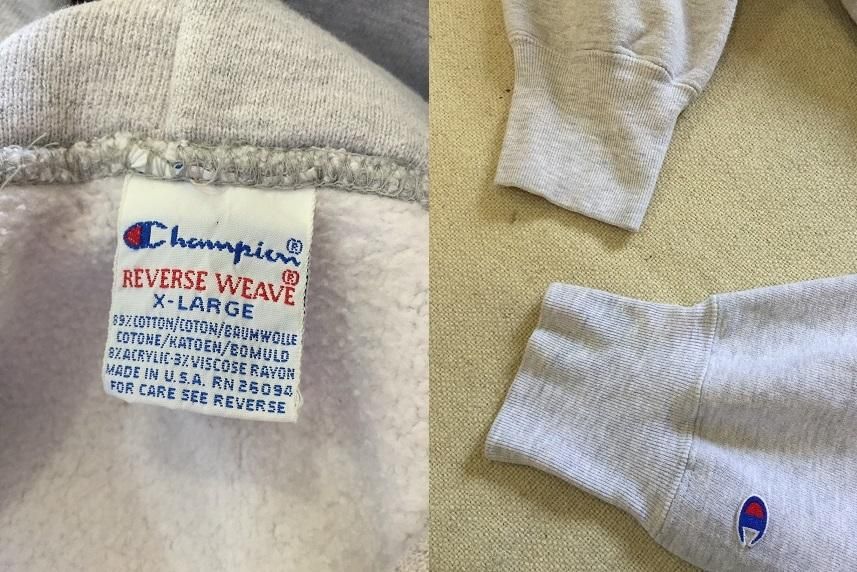 Champion®
REVERSE WEAVE®
X-LARGE
89% COTTON/COTON/BAUMWOLLE
COTONE/KATOEN/BOMULD
8% ACRYLIC-3% VISCOSE RAYON
MADE IN U.S.A. RN 26094
FOR CARE SEE REVERSE